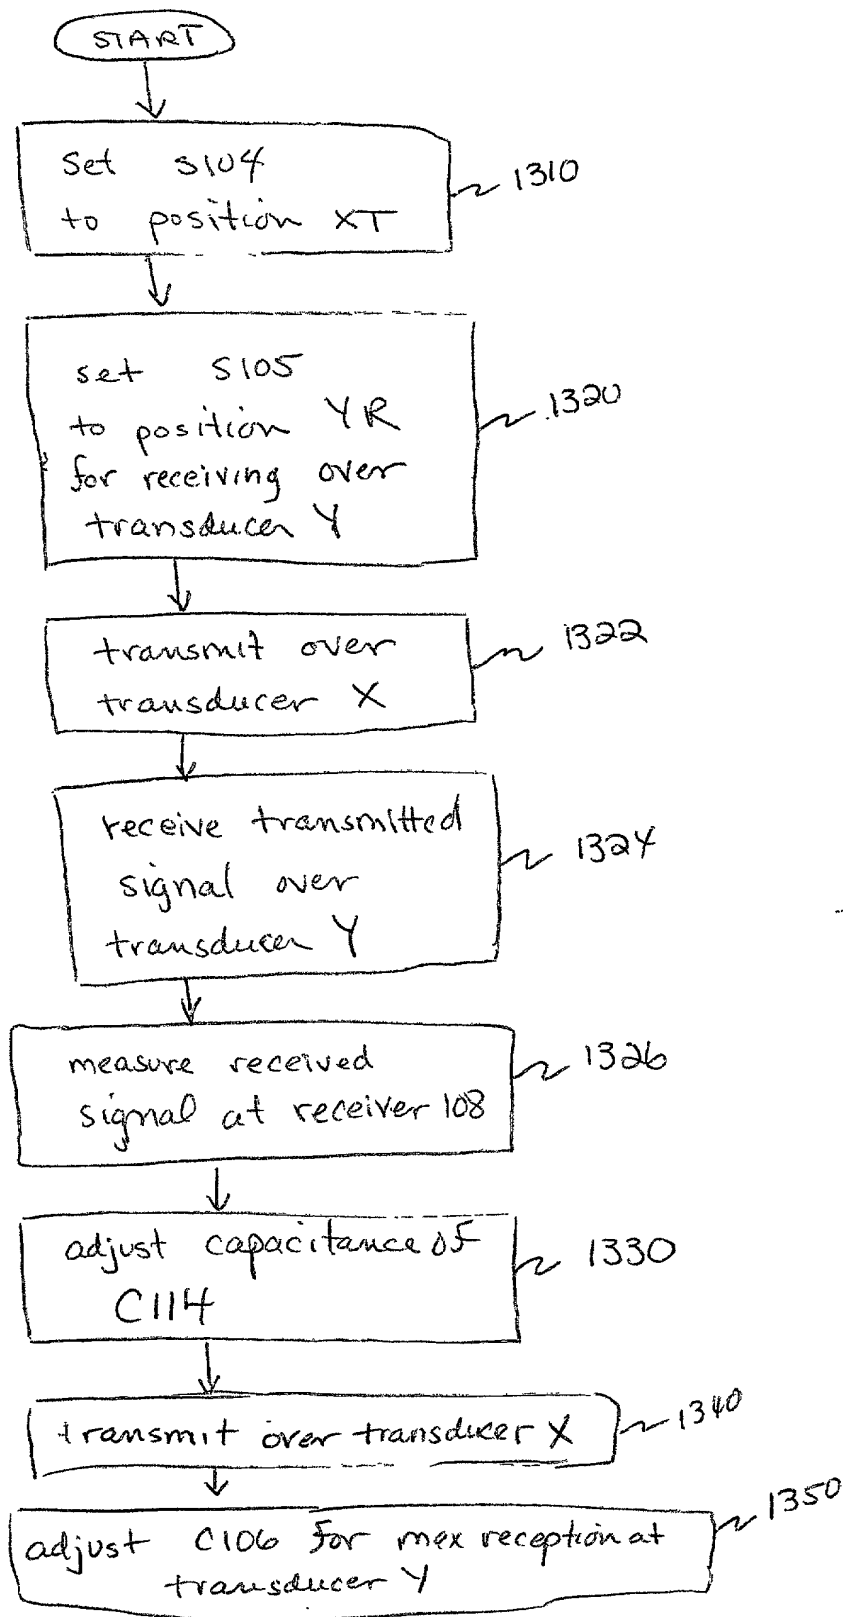 START
Set S104
to position XT
1310
set S105
to position YR
for receiving over
transducer Y
1320
transmit over
transducer X
1322
receive transmitted
signal over
transducer Y
1324
measure received
signal at receiver 108
1326
adjust capacitance of
C114
1330
transmit over transducer X
1340
adjust C106 for max reception at
transducer Y
1350